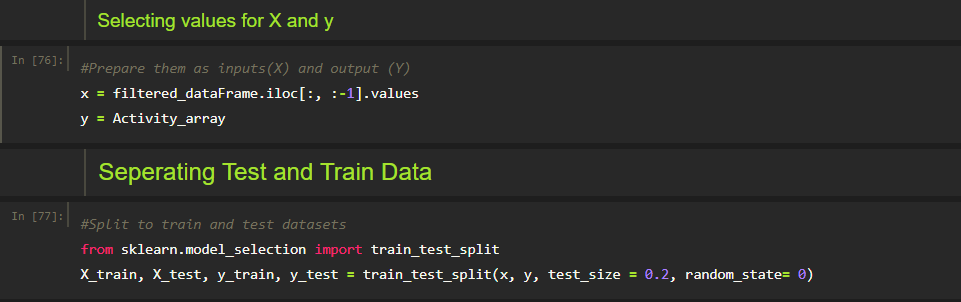 Selecting values for X and y
In [76]:
#Prepare them as inputs(X) and output (Y)
x = filtered_dataFrame.iloc[:, :-1].values
y = Activity_array
Seperating Test and Train Data
In [77]:
#Split to train and test datasets
from sklearn.model_selection import train_test_split
X_train, X_test, y_train, y_test = train_test_split(x, y, test_size = 0.2, random_state= 0)